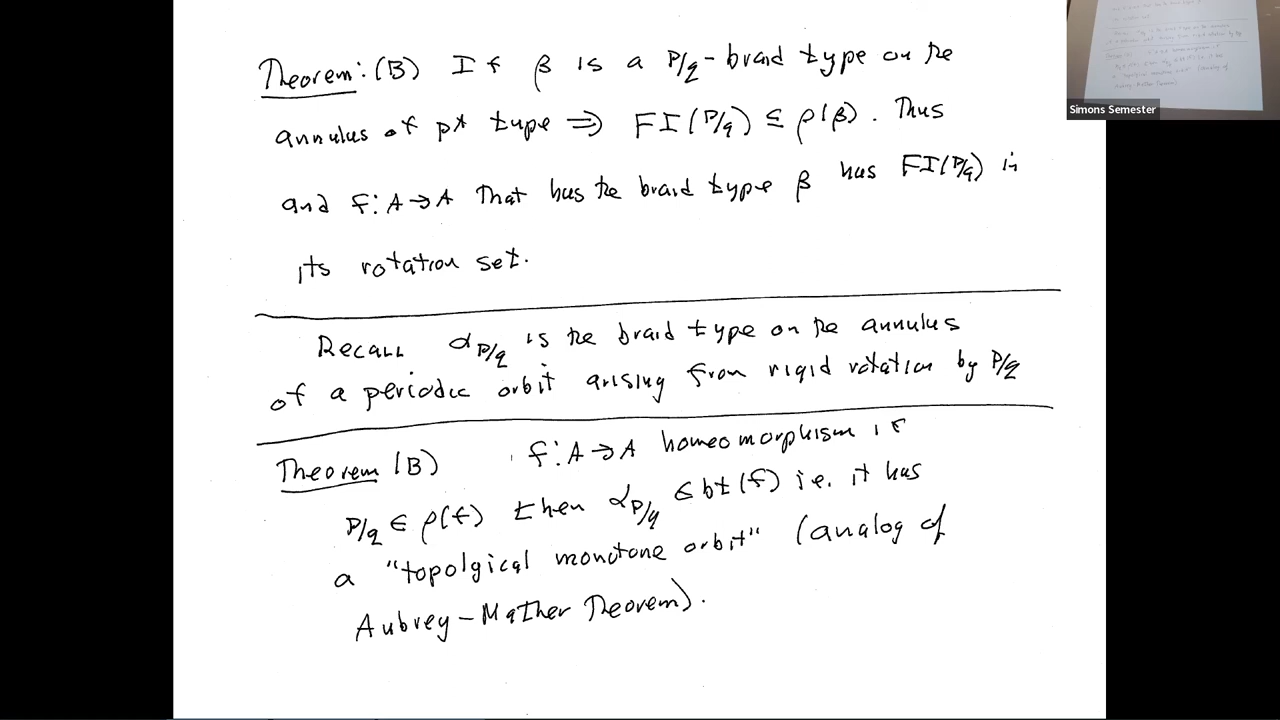 Theorem: (B) If β is a P/q-braid type on the
annulus of pA type ⇒ FI(P/q) ⊆ ρ(β). Thus
and f: A → A That has the braid type β has FI(P/q) in
its rotation set.
Recall α_P/q is the braid type on the annulus
of a periodic orbit arising from rigid rotation by P/q
Theorem (B) f: A → A homeomorphism if
P/q ∈ ρ(f) then α_P/q ∈ bt(f) i.e. it has
a "topolgical monotone orbit" (analog of
Aubrey-Mather Theorem).
Simons Semester